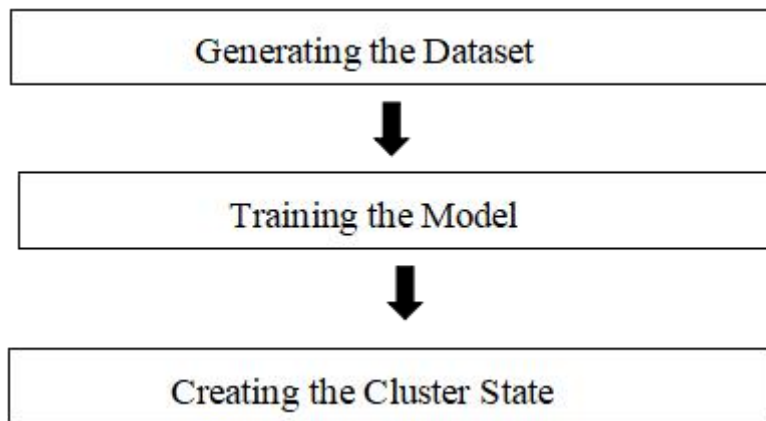 Generating the Dataset
Training the Model
Creating the Cluster State